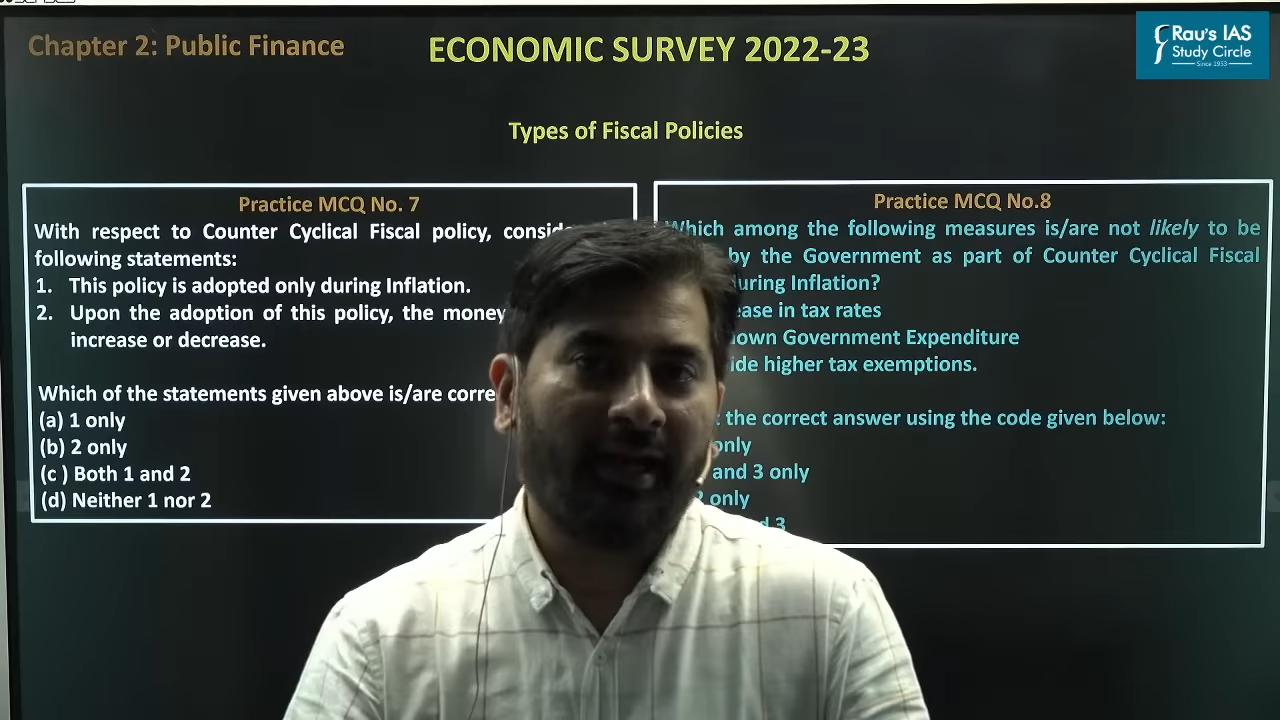 Chapter 2: Public Finance
ECONOMIC SURVEY 2022-23
Rau's IAS
Study Circle
Since 1953
Types of Fiscal Policies
Practice MCQ No. 7
With respect to Counter Cyclical Fiscal policy,
following statements:
1. This policy is adopted only during Inflation.
2. Upon the adoption of this policy, the money
increase or decrease.
Which of the statements given above is/are
(a) 1 only
(b) 2 only
(c ) Both 1 and 2
(d) Neither 1 nor 2
Practice MCQ No.8
Which among the following measures is/are not likely to be
by the Government as part of Counter Cyclical Fiscal
during Inflation?
in tax rates
Government Expenditure
higher tax exemptions.
the correct answer using the code given below:
only
and 3 only
2 only
3